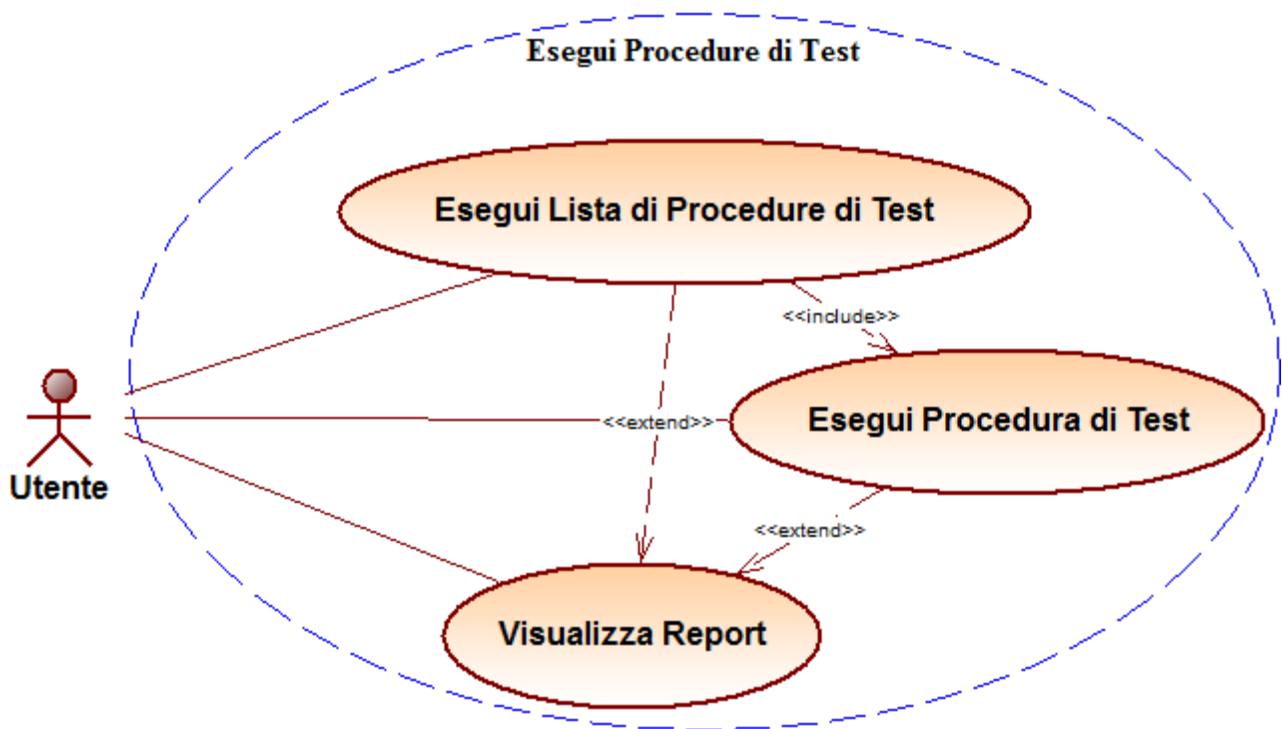 Esegui Procedure di Test
Esegui Lista di Procedure di Test
<<include>>
Esegui Procedura di Test
<<extend>>
Utente
<<extend>>
Visualizza Report